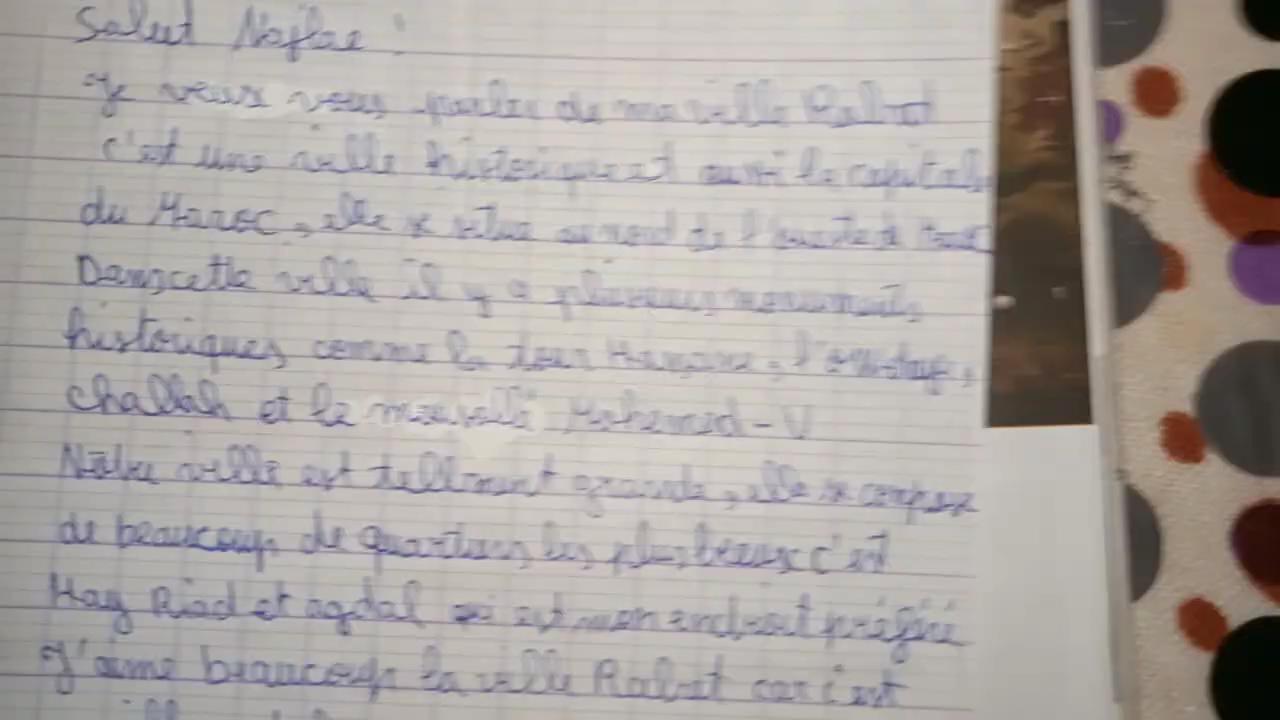 Salut Najlae :
Je veux vous parler de ma ville Rabat
c'est une ville historique et aussi la capitale
du Maroc, elle se situe au nord de l'ouest
Dans cette ville il y a plusieurs monuments
historiques, comme la tour Hassane,
challah et le Mohamed-V
Notre ville est tellement grande, elle se compose
de beaucoup de quartiers, les plus beaux c'est
Hay Riad et agdal qui est mon endroit préféré
J'aime beaucoup la ville Rabat car c'est